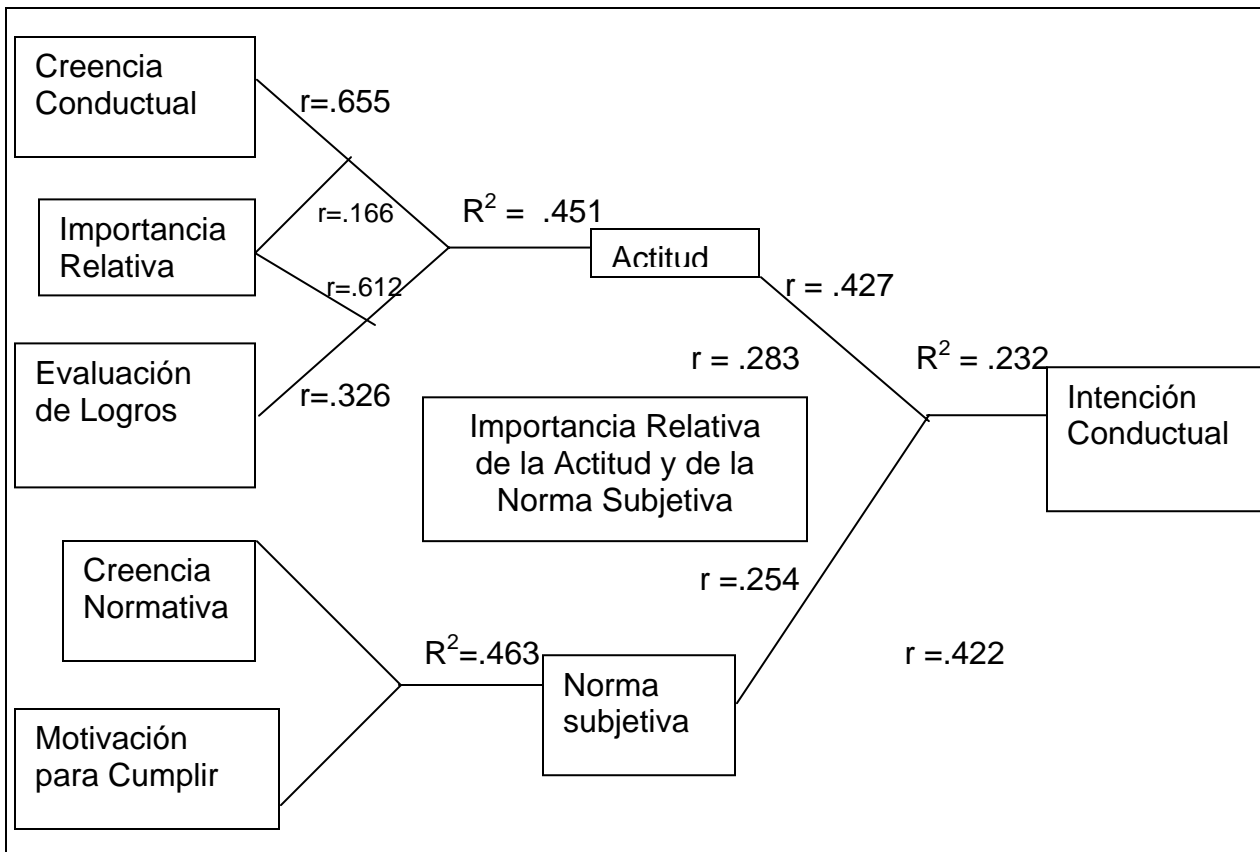 Creencia
Conductual
r=.655
Importancia
Relativa
r=.166
r=.612
R² = .451
Actitud
r = .427
Evaluación
de Logros
r=.326
r = .283
R² = .232
Intención
Conductual
Importancia Relativa
de la Actitud y de la
Norma Subjetiva
Creencia
Normativa
r =.254
R²=.463
Norma
subjetiva
r =.422
Motivación
para Cumplir